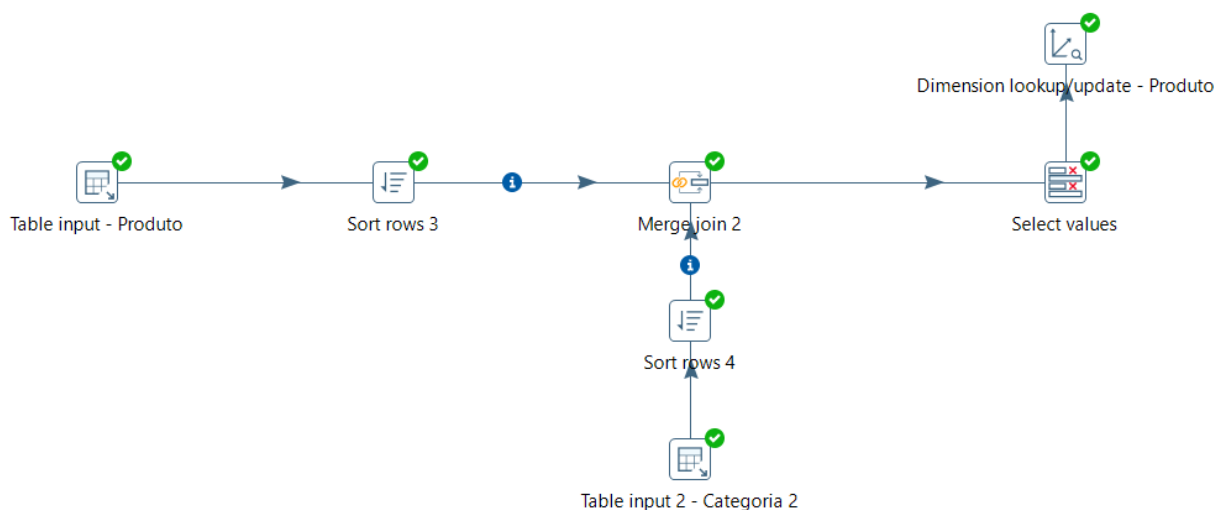 Dimension lookup/update - Produto
Table input - Produto
Sort rows 3
Merge join 2
Select values
Sort rows 4
Table input 2 - Categoria 2